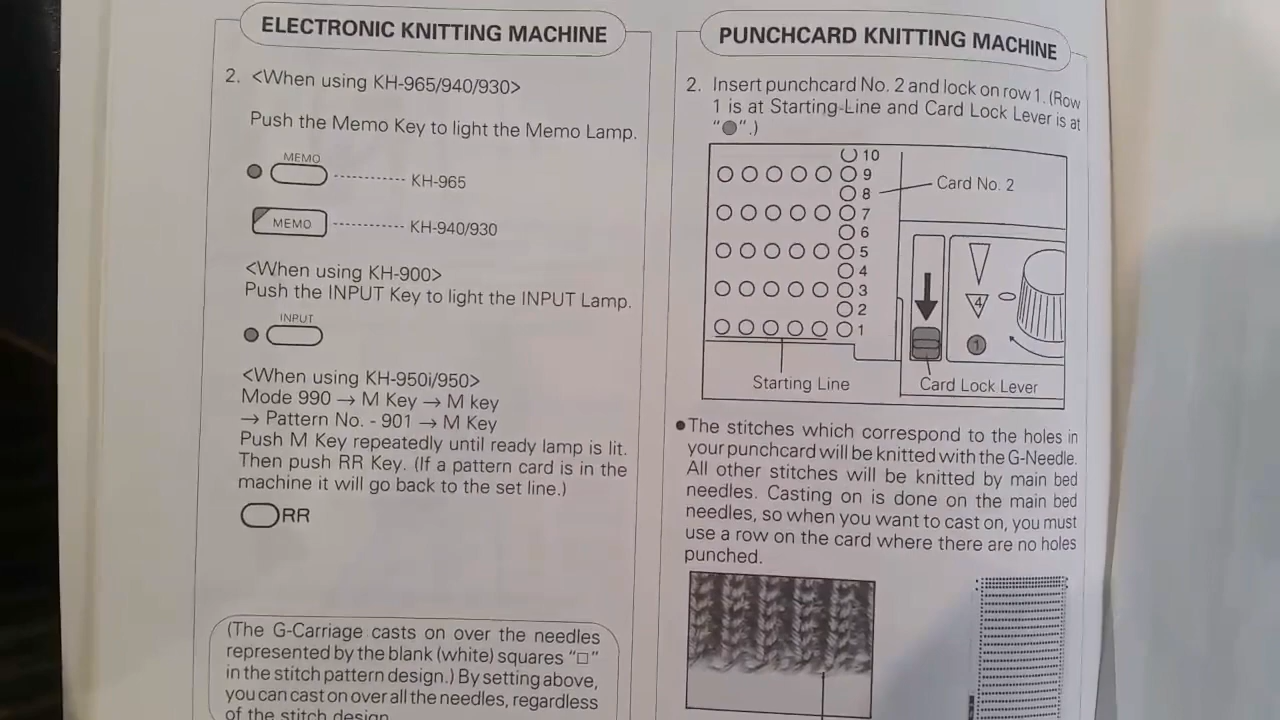 ELECTRONIC KNITTING MACHINE
2. <When using KH-965/940/930>
Push the Memo Key to light the Memo Lamp.
MEMO
KH-965
MEMO
KH-940/930
<When using KH-900>
Push the INPUT Key to light the INPUT Lamp.
INPUT
<When using KH-950i/950>
Mode 990 → M Key → M key
→ Pattern No. - 901 → M Key
Push M Key repeatedly until ready lamp is lit.
Then push RR Key. (If a pattern card is in the
machine it will go back to the set line.)
RR
(The G-Carriage casts on over the needles
represented by the blank (white) squares “□”
in the stitch pattern design.) By setting above,
you can cast on over all the needles, regardless
of the stitch design
PUNCHCARD KNITTING MACHINE
2. Insert punchcard No. 2 and lock on row 1. (Row
1 is at Starting-Line and Card Lock Lever is at
“●”.)
10
9
8
7
6
5
4
3
2
1
Card No. 2
4
1
Starting Line
Card Lock Lever
●The stitches which correspond to the holes in
your punchcard will be knitted with the G-Needle.
All other stitches will be knitted by main bed
needles. Casting on is done on the main bed
needles, so when you want to cast on, you must
use a row on the card where there are no holes
punched.